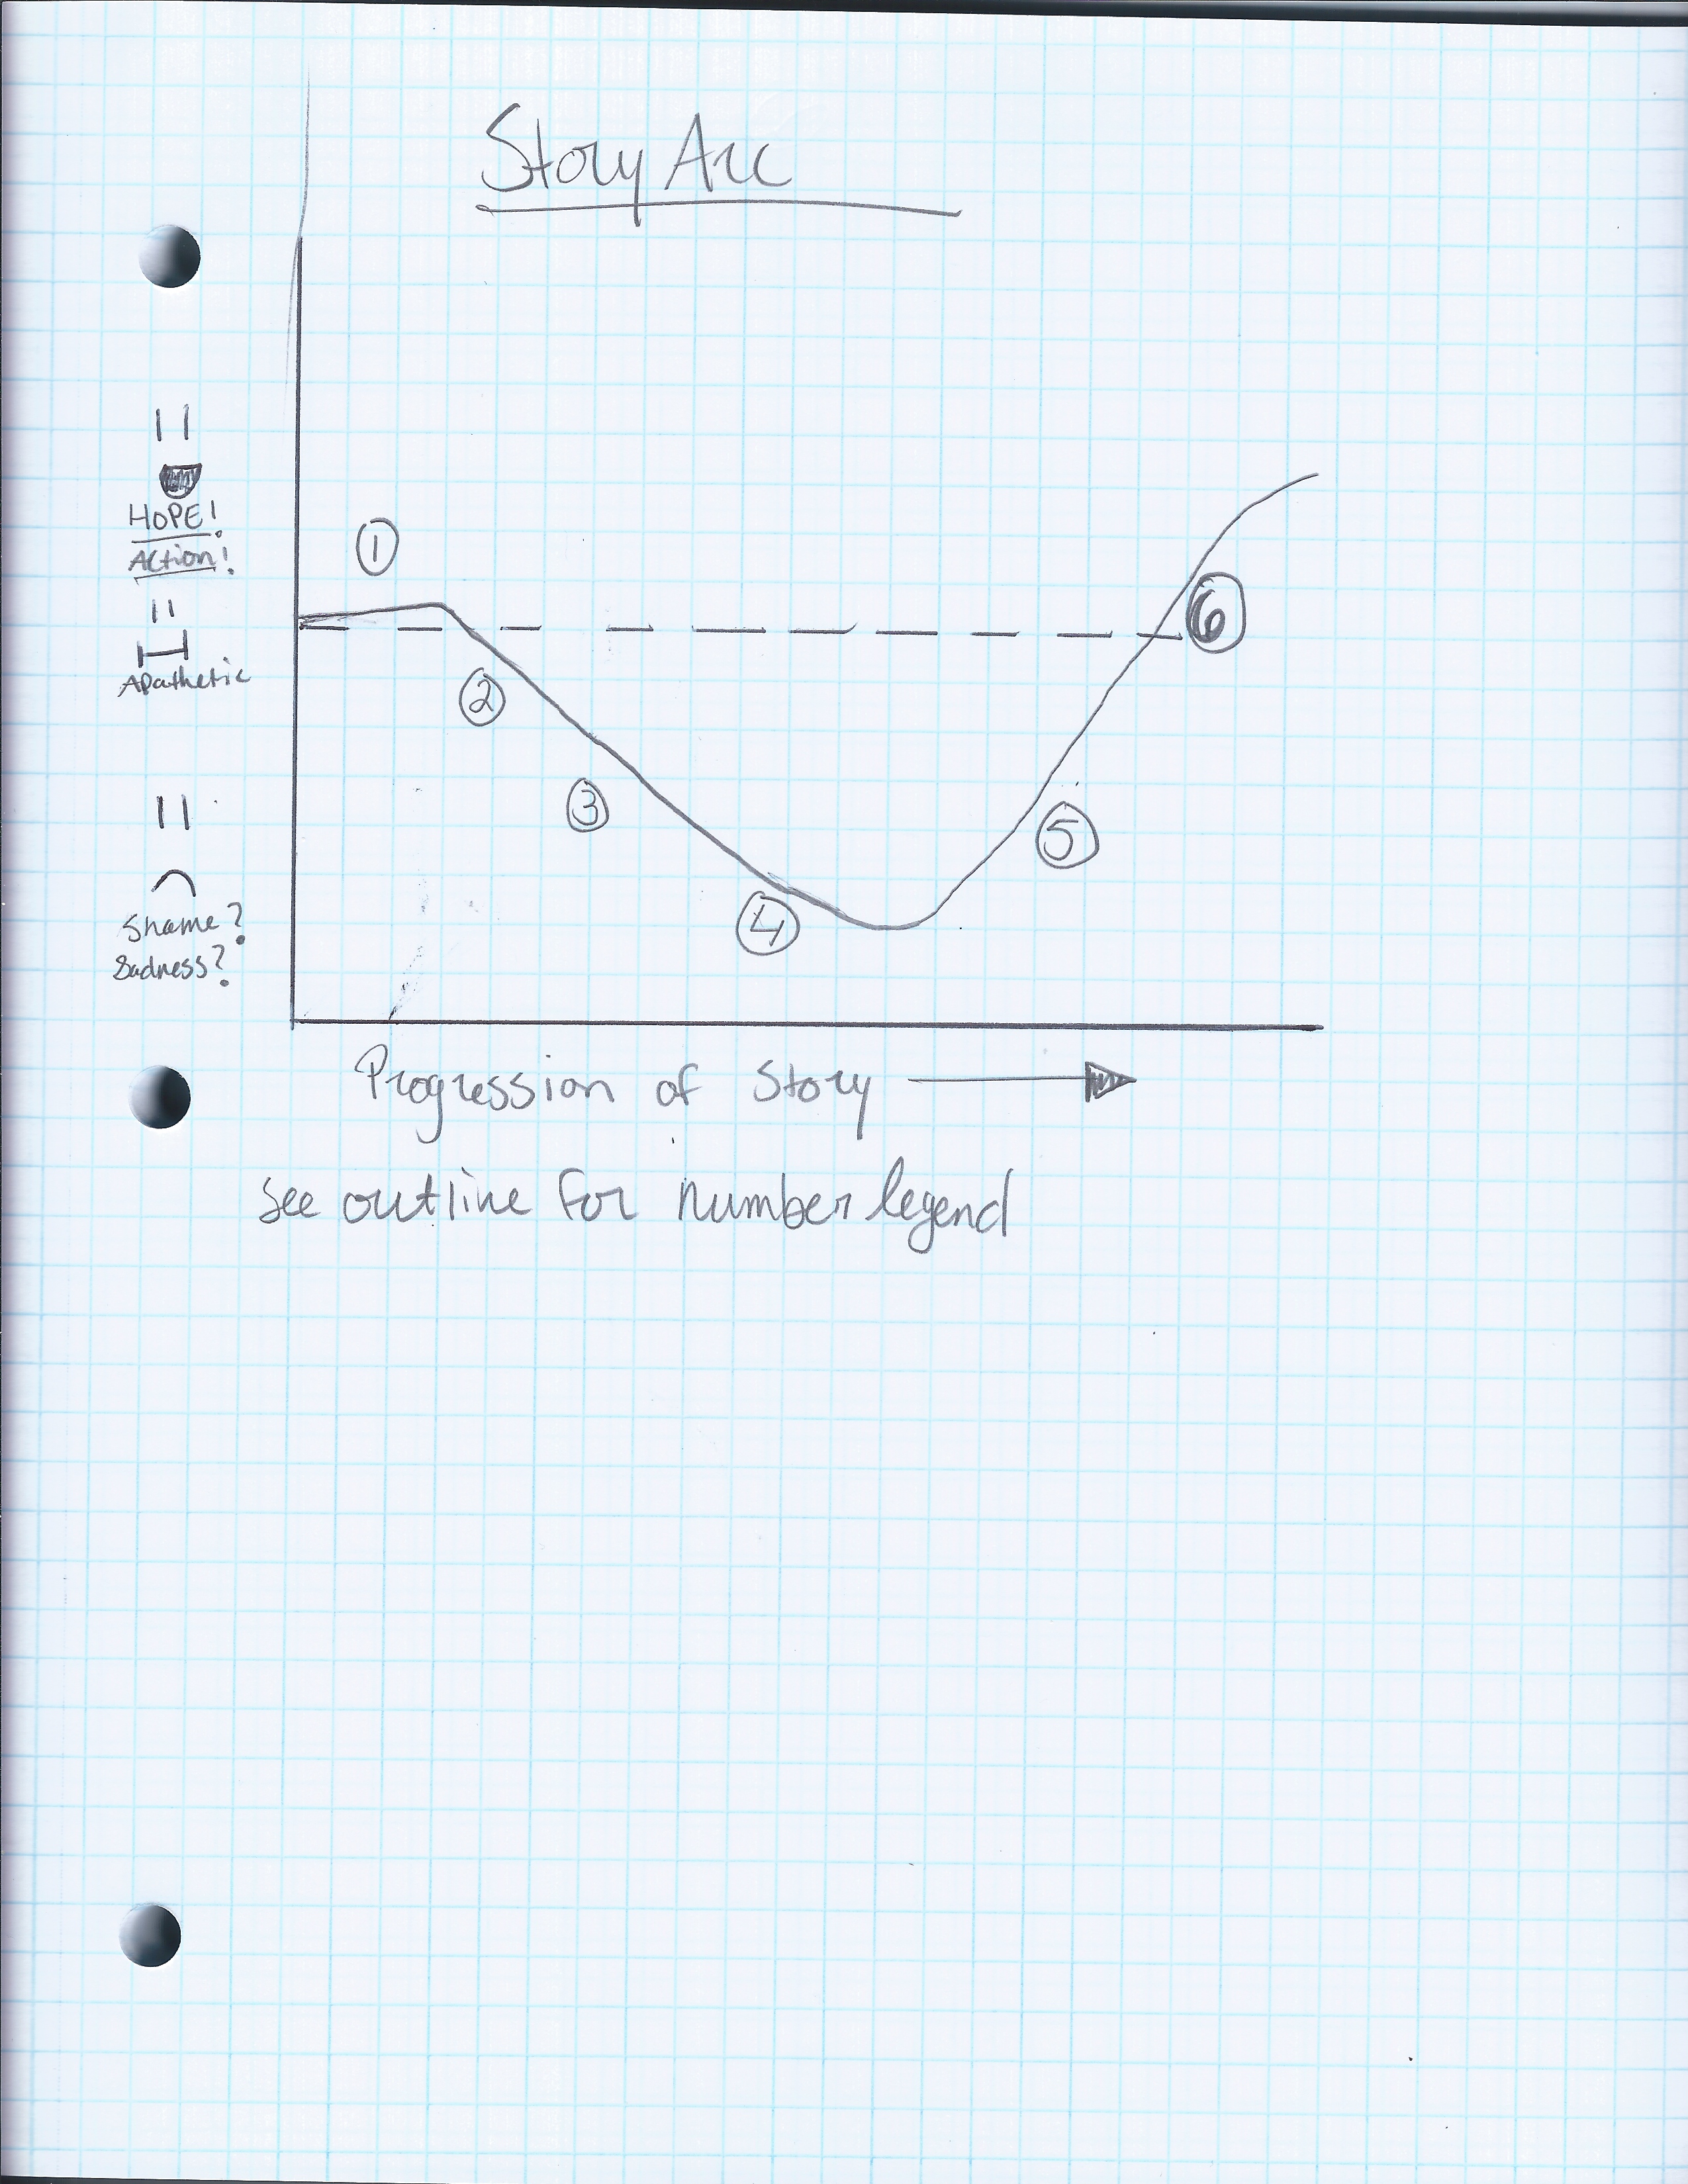 Story Arc
HOPE!
Action!
Apathetic
Shame?
Sadness?
1
2
3
4
5
6
Progression of Story
See outline for number legend